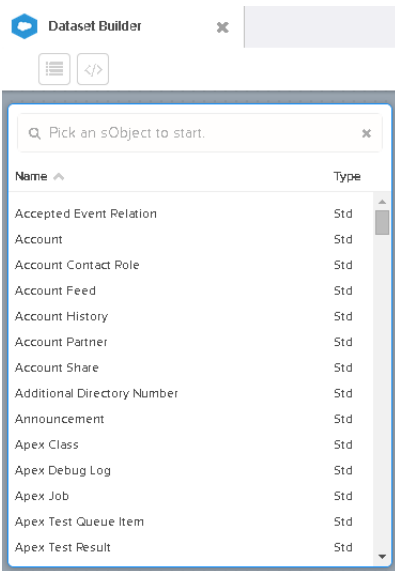 Dataset Builder
</>
Pick an sObject to start.
Name Type
Accepted Event Relation Std
Account Std
Account Contact Role Std
Account Feed Std
Account History Std
Account Partner Std
Account Share Std
Additional Directory Number Std
Announcement Std
Apex Class Std
Apex Debug Log Std
Apex Job Std
Apex Test Queue Item Std
Apex Test Result Std